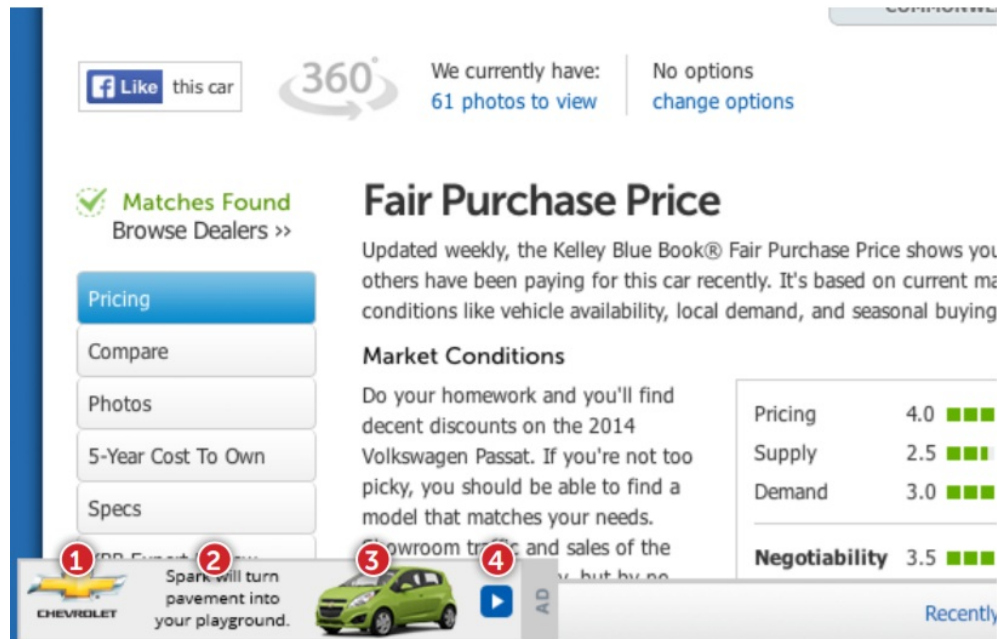 360°
We currently have:
No options
Like
this car
61 photos to view
change options
Matches Found
Browse Dealers >>
Pricing
Compare
Photos
5-Year Cost To Own
Specs
Fair Purchase Price
Updated weekly, the Kelley Blue Book® Fair Purchase Price shows you
others have been paying for this car recently. It's based on current
conditions like vehicle availability, local demand, and seasonal buying
Market Conditions
Do your homework and you'll find
decent discounts on the 2014
Volkswagen Passat. If you're not too
picky, you should be able to find a
model that matches your needs.
Showroom traffic and sales of the
but by no
Pricing 4.0
Supply 2.5
Demand 3.0
Negotiability 3.5
1 2 3 4
CHEVROLET
Spark will turn
pavement into
your playground.
AD
Recently